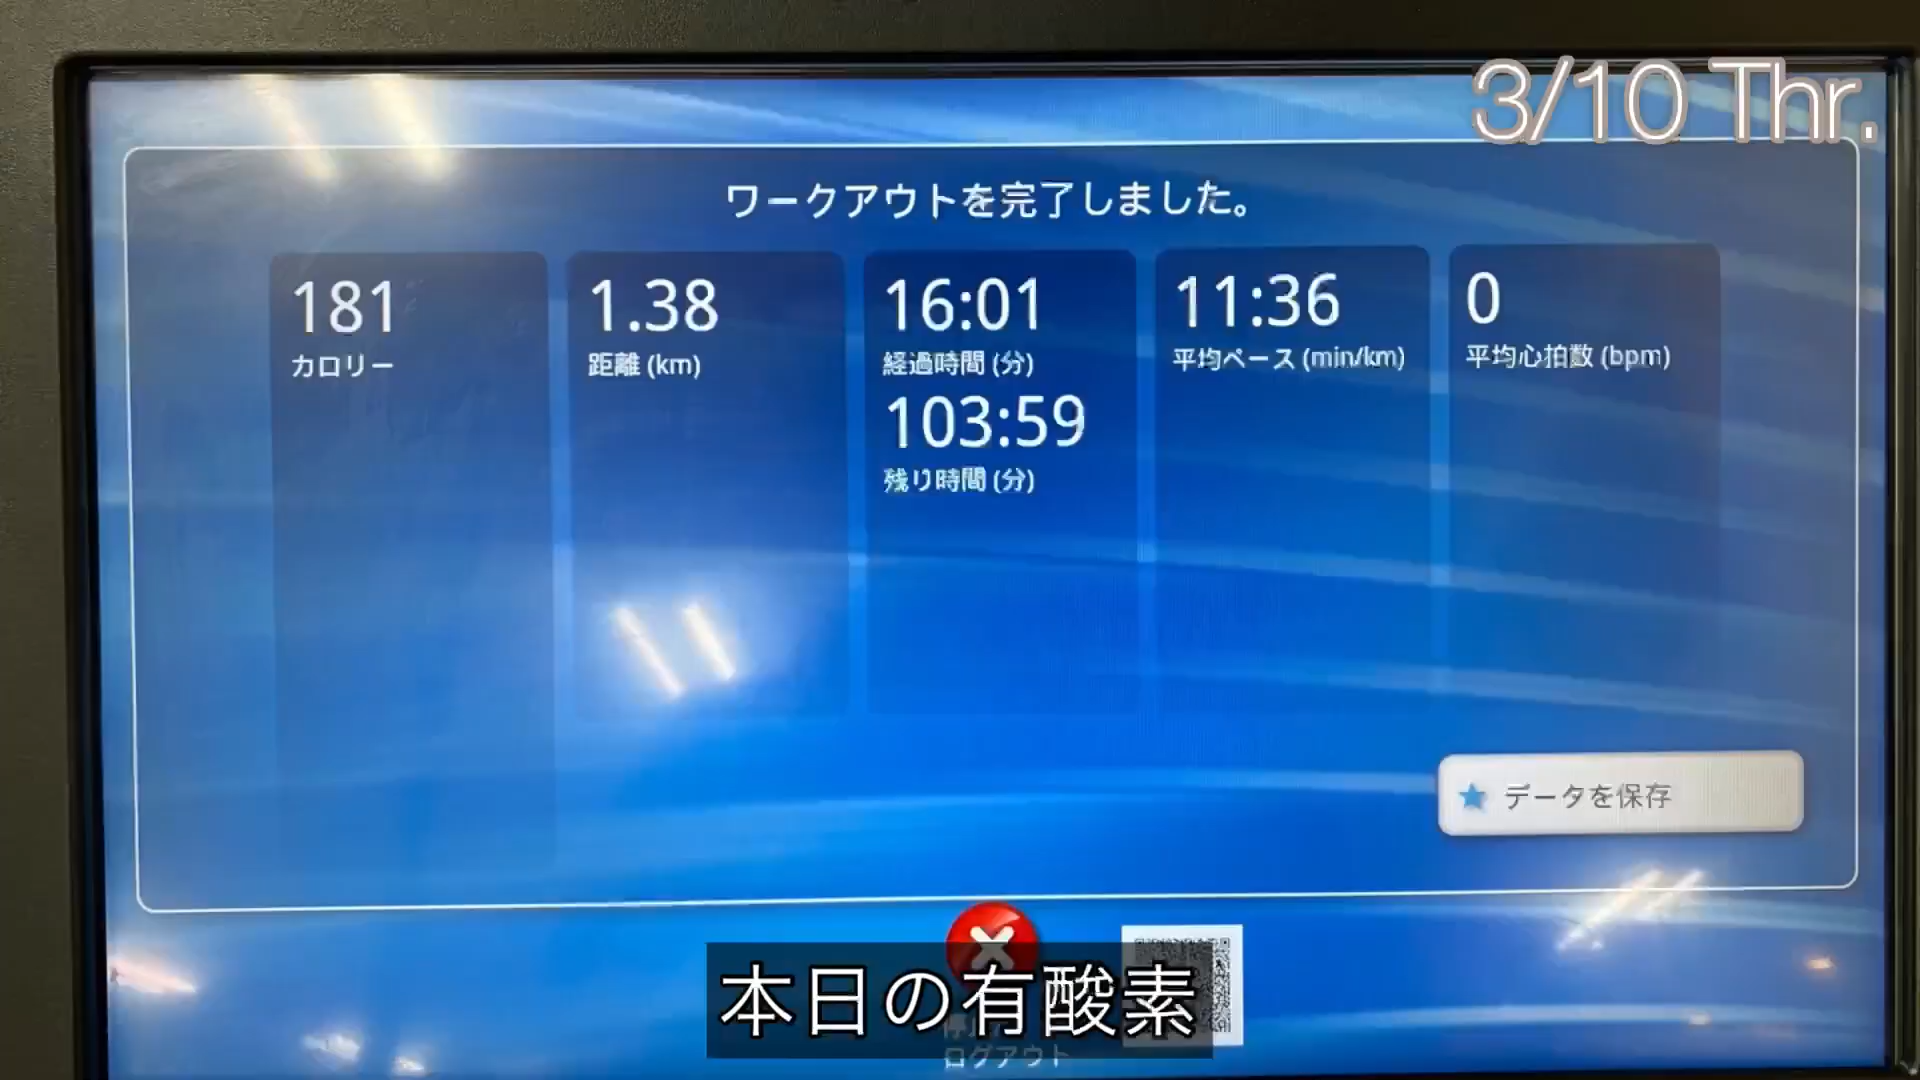 3/10 Thr.
ワークアウトを完了しました。
181
カロリー
1.38
距離 (km)
16:01
経過時間 (分)
103:59
残り時間 (分)
11:36
平均ペース (min/km)
0
平均心拍数 (bpm)
データを保存
本日の有酸素
ログアウト